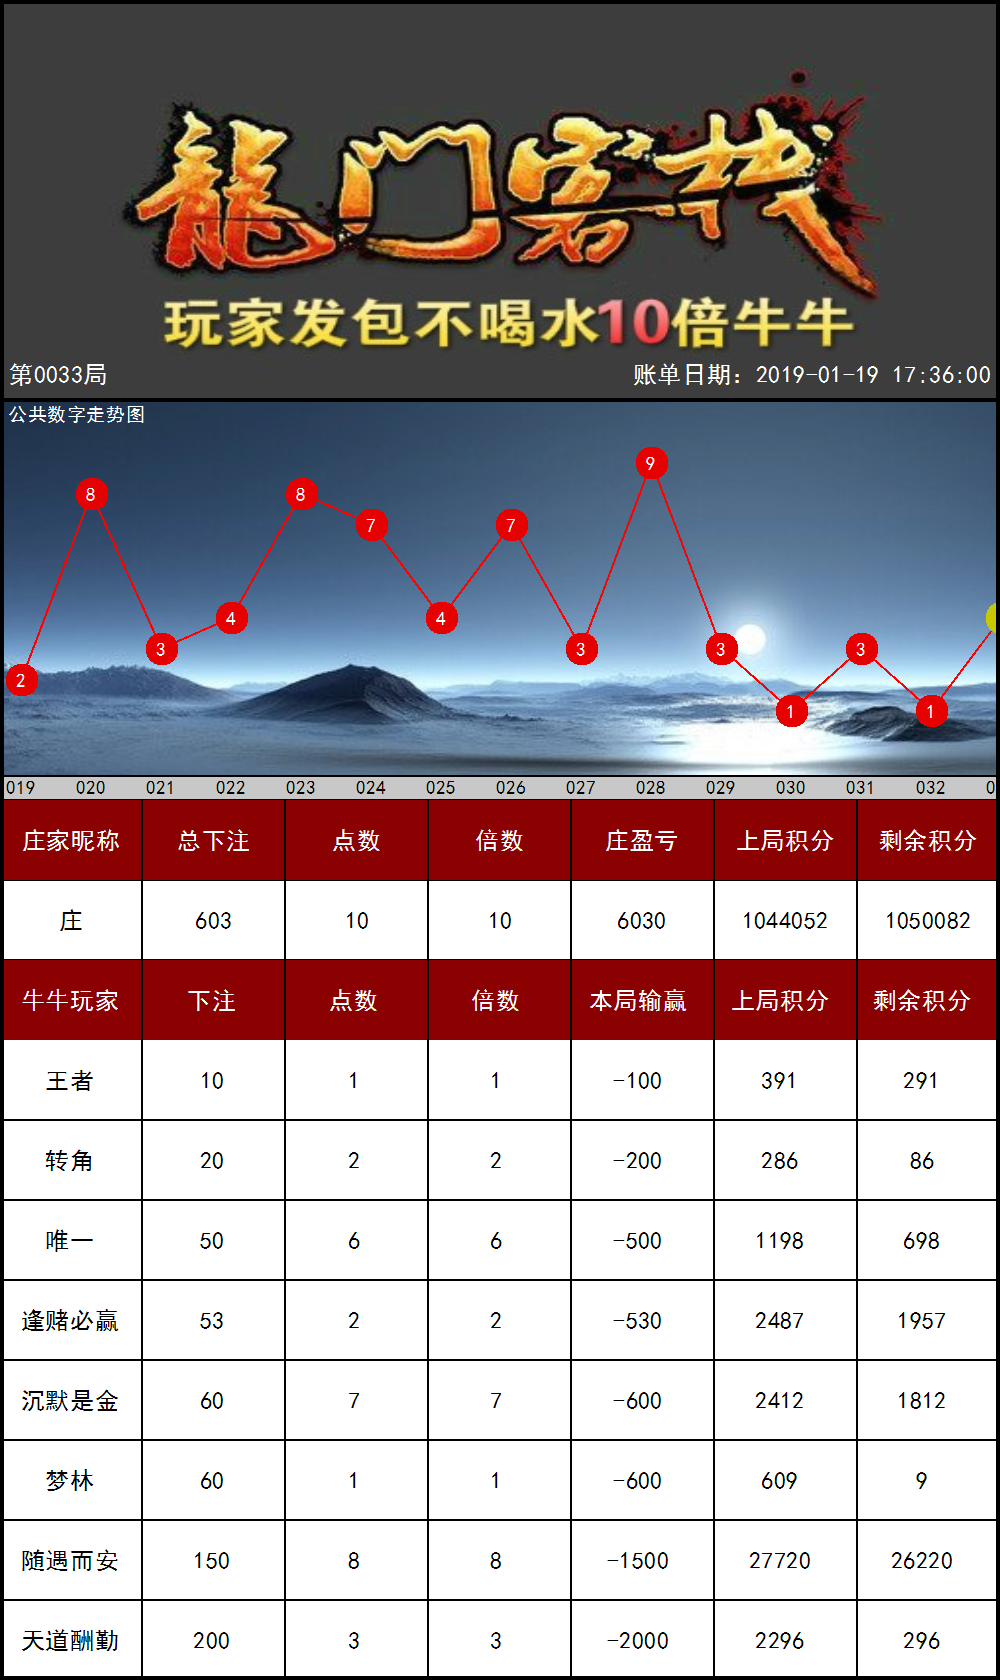 龍门客栈
玩家发包不喝水10倍牛牛
第0033局 账单日期：2019-01-19 17:36:00
公共数字走势图
2 8 3 4 8 7 4 7 3 9 3 1 3 1
019 020 021 022 023 024 025 026 027 028 029 030 031 032 0
庄家昵称 总下注 点数 倍数 庄盈亏 上局积分 剩余积分
庄 603 10 10 6030 1044052 1050082
牛牛玩家 下注 点数 倍数 本局输赢 上局积分 剩余积分
王者 10 1 1 -100 391 291
转角 20 2 2 -200 286 86
唯一 50 6 6 -500 1198 698
逢赌必赢 53 2 2 -530 2487 1957
沉默是金 60 7 7 -600 2412 1812
梦林 60 1 1 -600 609 9
随遇而安 150 8 8 -1500 27720 26220
天道酬勤 200 3 3 -2000 2296 296